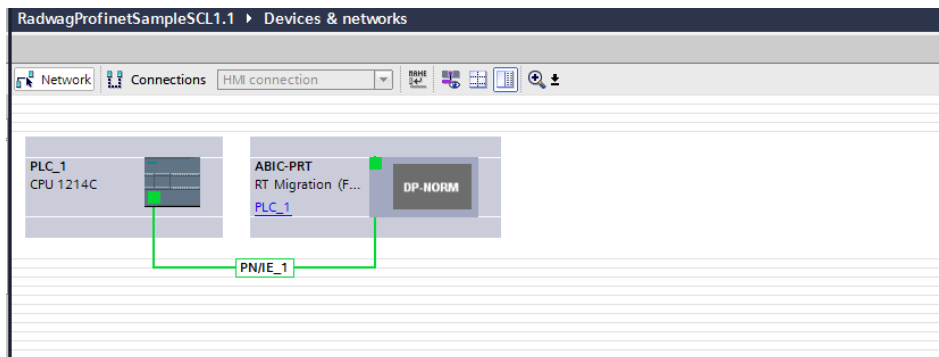 RadwagProfinetSampleSCL1.1 ▸ Devices & networks
Network Connections HMI connection NAME
PLC_1
CPU 1214C
ABIC-PRT
RT Migration (F...
PLC_1
DP-NORM
PN/IE_1